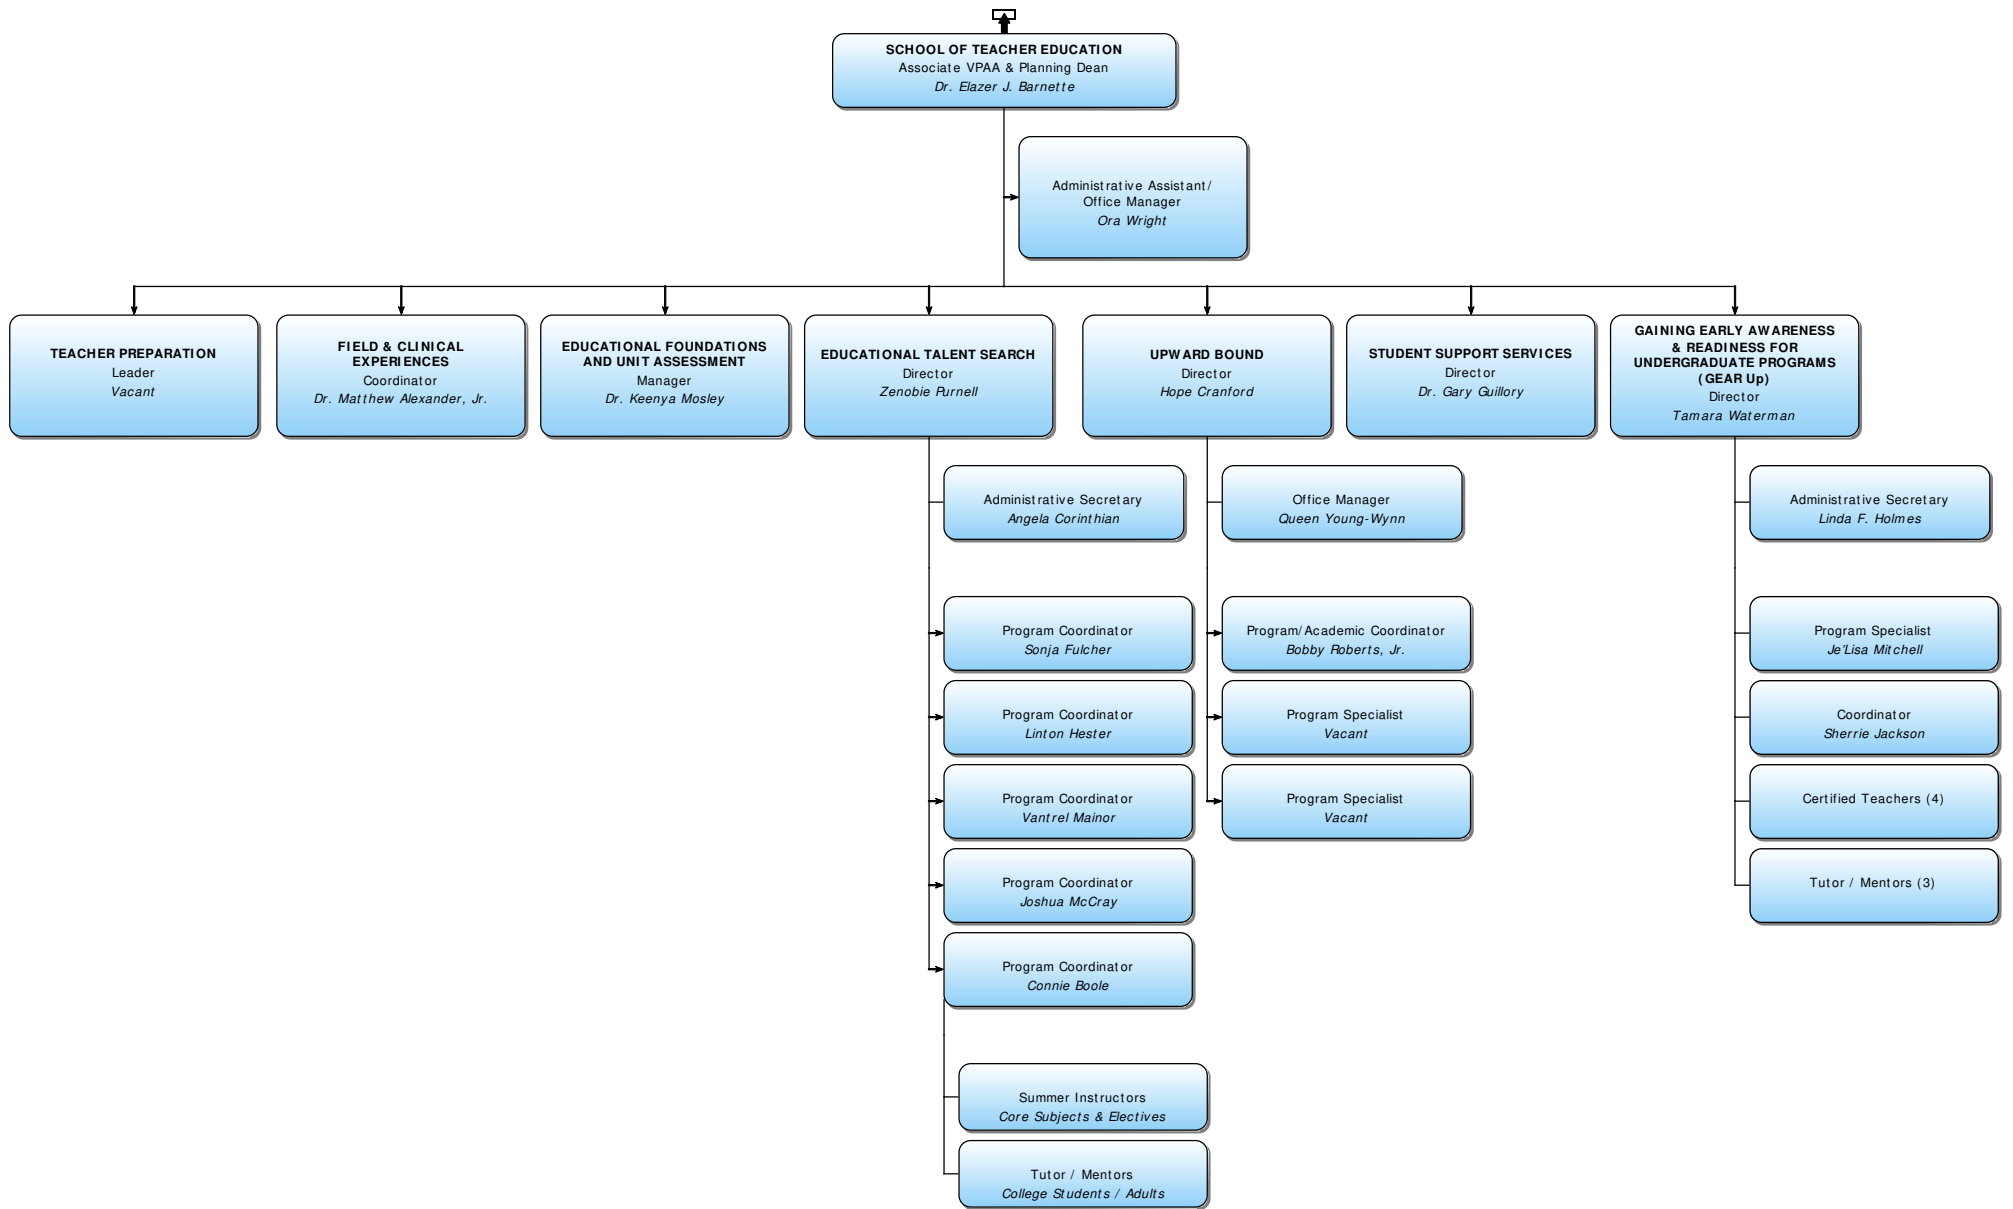 SCHOOL OF TEACHER EDUCATION
Associate VPAA & Planning Dean
Dr. Elazer J. Barnette
Administrative Assistant/
Office Manager
Ora Wright
TEACHER PREPARATION
Leader
Vacant
FIELD & CLINICAL
EXPERIENCES
Coordinator
Dr. Matthew Alexander, Jr.
EDUCATIONAL FOUNDATIONS
AND UNIT ASSESSMENT
Manager
Dr. Keenya Mosley
EDUCATIONAL TALENT SEARCH
Director
Zenobie Purnell
UPWARD BOUND
Director
Hope Cranford
STUDENT SUPPORT SERVICES
Director
Dr. Gary Guillory
GAINING EARLY AWARENESS
& READINESS FOR
UNDERGRADUATE PROGRAMS
(GEAR Up)
Director
Tamara Waterman
Administrative Secretary
Angela Corinthian
Program Coordinator
Sonja Fulcher
Program Coordinator
Linton Hester
Program Coordinator
Vantrel Mainor
Program Coordinator
Joshua McCray
Program Coordinator
Connie Boole
Summer Instructors
Core Subjects & Electives
Tutor / Mentors
College Students / Adults
Office Manager
Queen Young-Wynn
Program/Academic Coordinator
Bobby Roberts, Jr.
Program Specialist
Vacant
Program Specialist
Vacant
Administrative Secretary
Linda F. Holmes
Program Specialist
Je'Lisa Mitchell
Coordinator
Sherrie Jackson
Certified Teachers (4)
Tutor / Mentors (3)